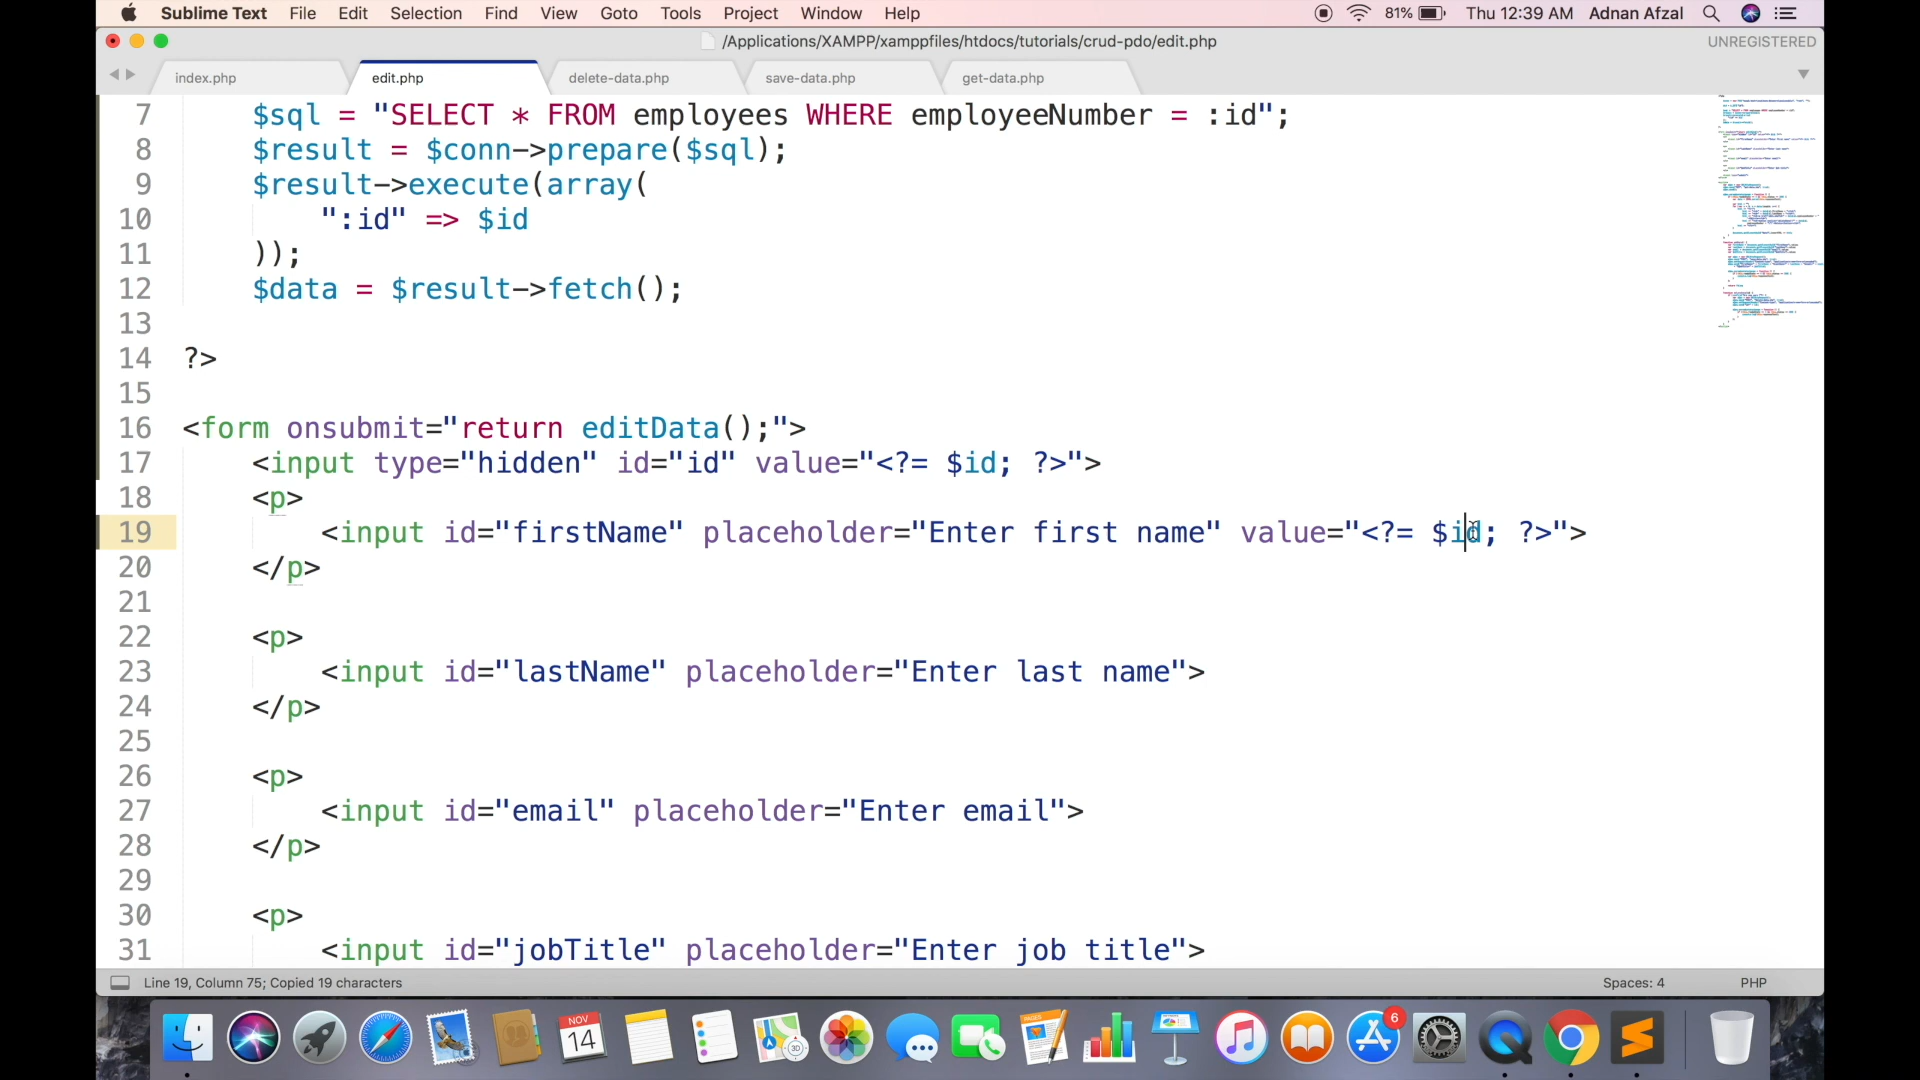 Sublime Text File Edit Selection Find View Goto Tools Project Window Help 81% Thu 12:39 AM Adnan Afzal
/Applications/XAMPP/xamppfiles/htdocs/tutorials/crud-pdo/edit.php UNREGISTERED
index.php edit.php delete-data.php save-data.php get-data.php
7 $sql = "SELECT * FROM employees WHERE employeeNumber = :id";
8 $result = $conn->prepare($sql);
9 $result->execute(array(
10 ":id" => $id
11 ));
12 $data = $result->fetch();
13
14 ?>
15
16 <form onsubmit="return editData();">
17 <input type="hidden" id="id" value="<?= $id; ?>">
18 <p>
19 <input id="firstName" placeholder="Enter first name" value="<?= $id; ?>">
20 </p>
21
22 <p>
23 <input id="lastName" placeholder="Enter last name">
24 </p>
25
26 <p>
27 <input id="email" placeholder="Enter email">
28 </p>
29
30 <p>
31 <input id="jobTitle" placeholder="Enter job title">
Line 19, Column 75; Copied 19 characters Spaces: 4 PHP
NOV
14
30
6